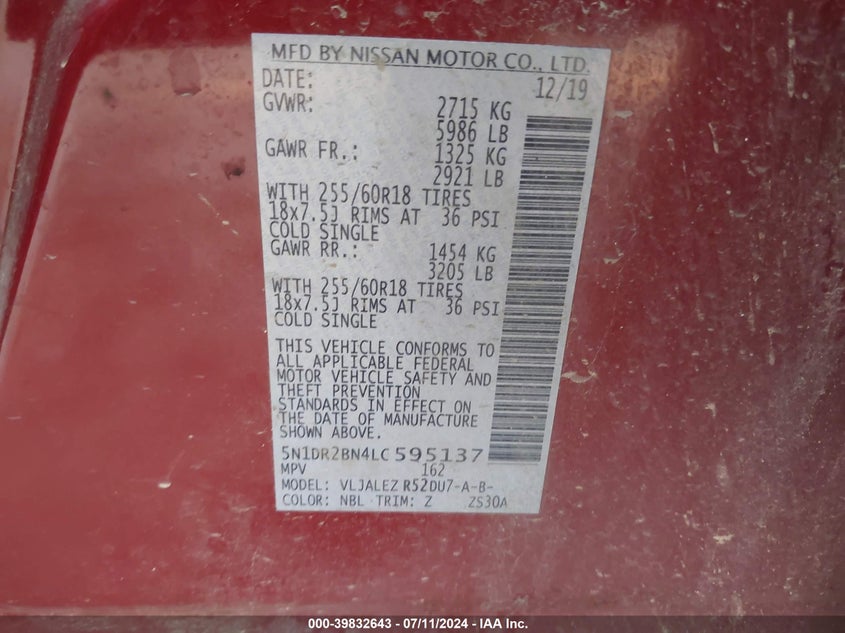 MFD BY NISSAN MOTOR CO., LTD.
DATE: 12/19
GVWR: 2715 KG
5986 LB
GAWR FR.: 1325 KG
2921 LB
WITH 255/60R18 TIRES
18x7.5J RIMS AT 36 PSI
COLD SINGLE
GAWR RR.: 1454 KG
3205 LB
WITH 255/60R18 TIRES
18x7.5J RIMS AT 36 PSI
COLD SINGLE
THIS VEHICLE CONFORMS TO
ALL APPLICABLE FEDERAL
MOTOR VEHICLE SAFETY AND
THEFT PREVENTION
STANDARDS IN EFFECT ON
THE DATE OF MANUFACTURE
SHOWN ABOVE.
5N1DR2BN4LC595137
MPV 162
MODEL: VLJALEZ R52DU7-A-B-
COLOR: NBL TRIM: Z ZS30A
000-39832643 - 07/11/2024 - IAA Inc.